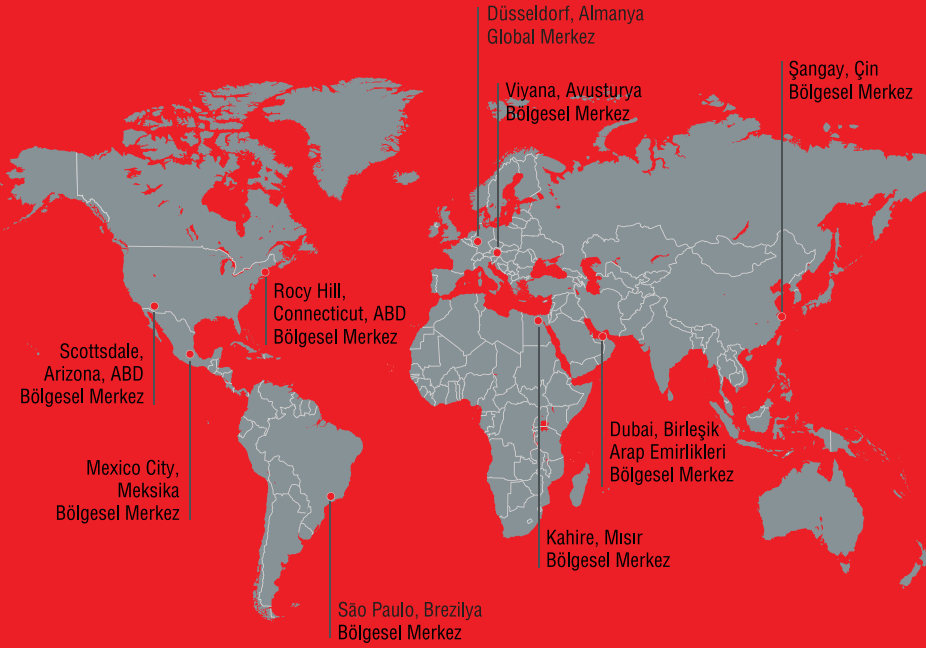 Düsseldorf, Almanya
Global Merkez
Viyana, Avusturya
Bölgesel Merkez
Şangay, Çin
Bölgesel Merkez
Rocy Hill,
Connecticut, ABD
Bölgesel Merkez
Scottsdale,
Arizona, ABD
Bölgesel Merkez
Mexico City,
Meksika
Bölgesel Merkez
Dubai, Birleşik
Arap Emirlikleri
Bölgesel Merkez
Kahire, Mısır
Bölgesel Merkez
São Paulo, Brezilya
Bölgesel Merkez